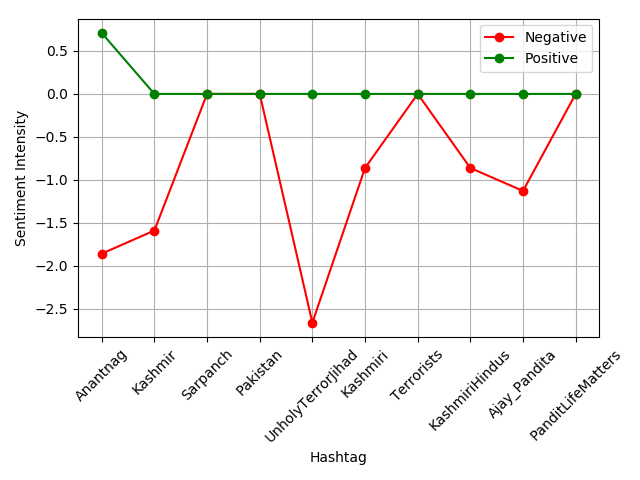 Negative
Positive
0.5
0.0
−0.5
−1.0
−1.5
−2.0
−2.5
Sentiment Intensity
Anantnag
Kashmir
Sarpanch
Pakistan
UnholyTerrorJihad
Kashmiri
Terrorists
KashmiriHindus
Ajay_Pandita
PanditLifeMatters
Hashtag